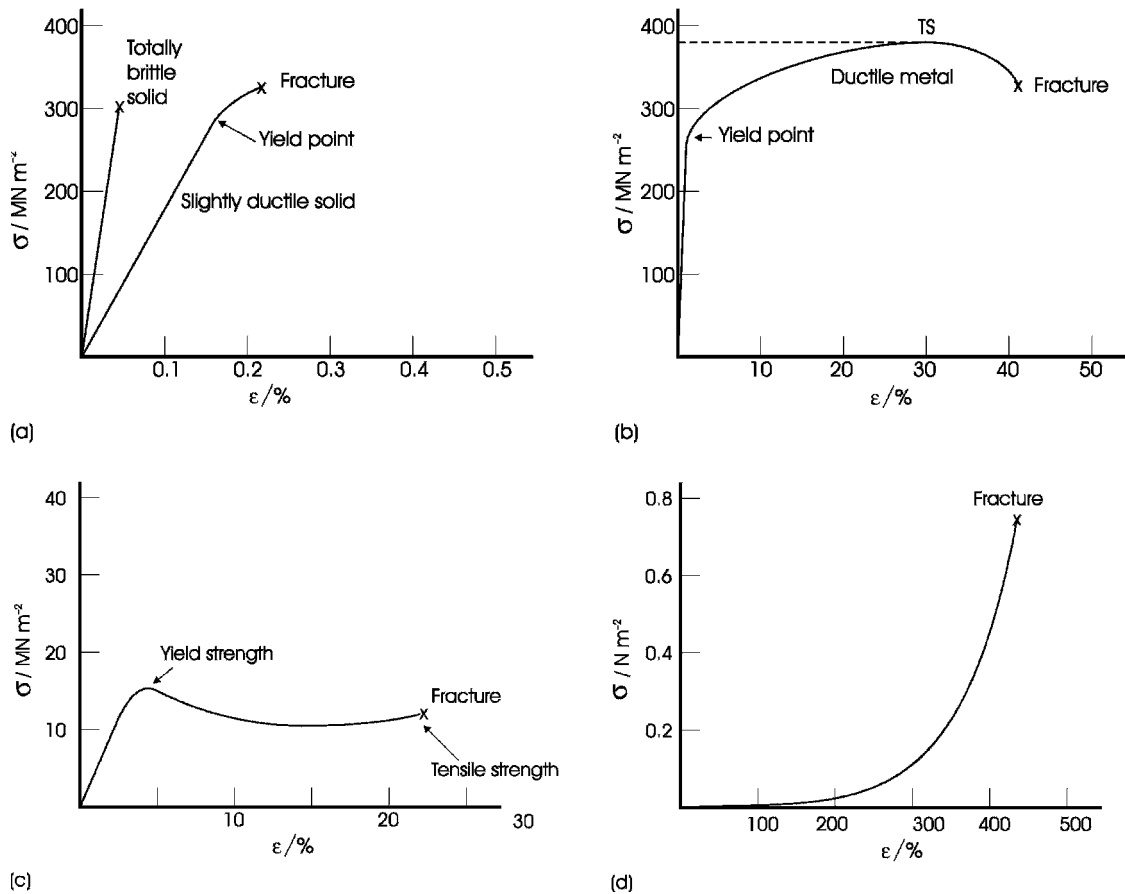 400
Totally
brittle
solid
Fracture
300
Yield point
σ / MN m⁻²
200
Slightly ductile solid
100
0.1 0.2 0.3 0.4 0.5
ε/%
(a)
400
TS
Ductile metal
Fracture
300
Yield point
σ / MN m⁻²
200
100
10 20 30 40 50
ε/%
(b)
40
30
σ / MN m⁻²
20
Yield strength
Fracture
10
Tensile strength
10 20 30
ε/%
(c)
0.8
Fracture
0.6
σ / N m⁻²
0.4
0.2
100 200 300 400 500
ε/%
(d)